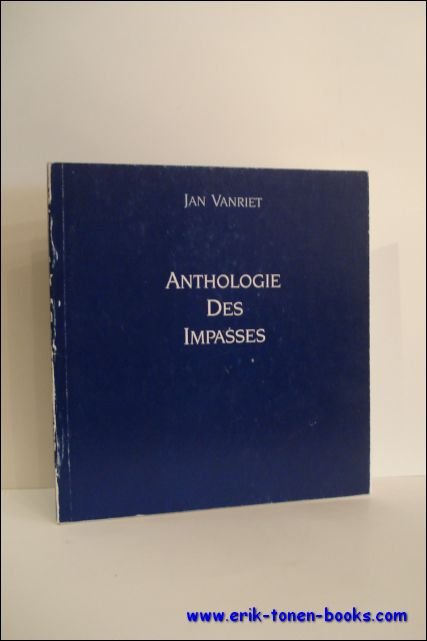 JAN VANRIET
ANTHOLOGIE
DES
IMPASSES
www.erik-tonen-books.com